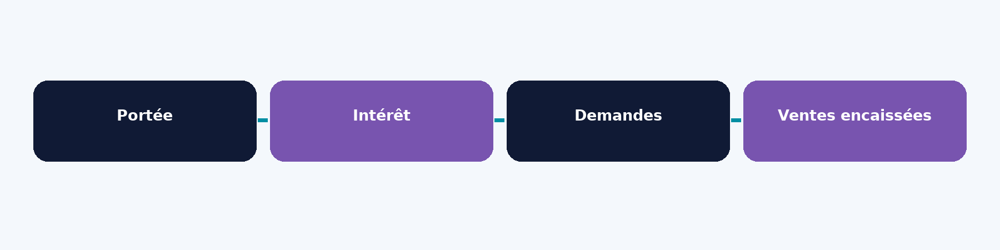 Portée
Intérêt
Demandes
Ventes encaissées